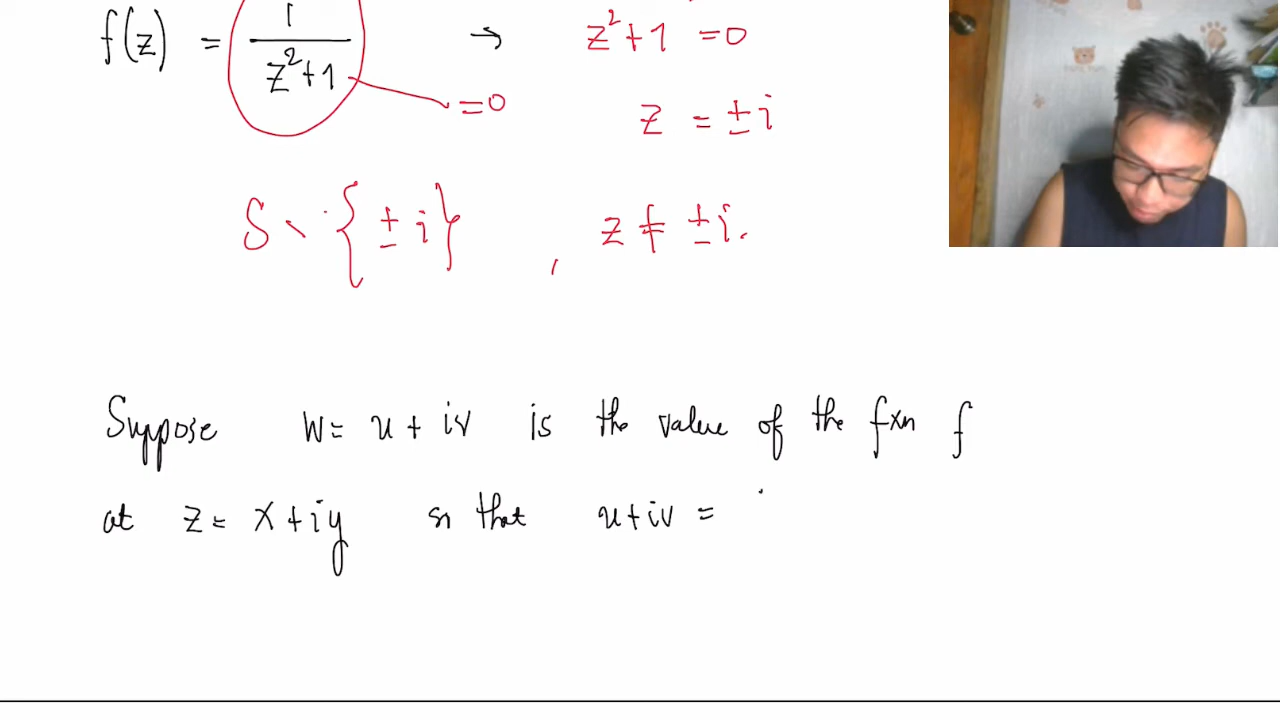 f(z) = 1/(z²+1) → z²+1 = 0
= 0 z = ±i
S \ {±i} , z ≠ ±i.
Suppose w = u + iv is the value of the fxn f
at z = x + iy so that u+iv =